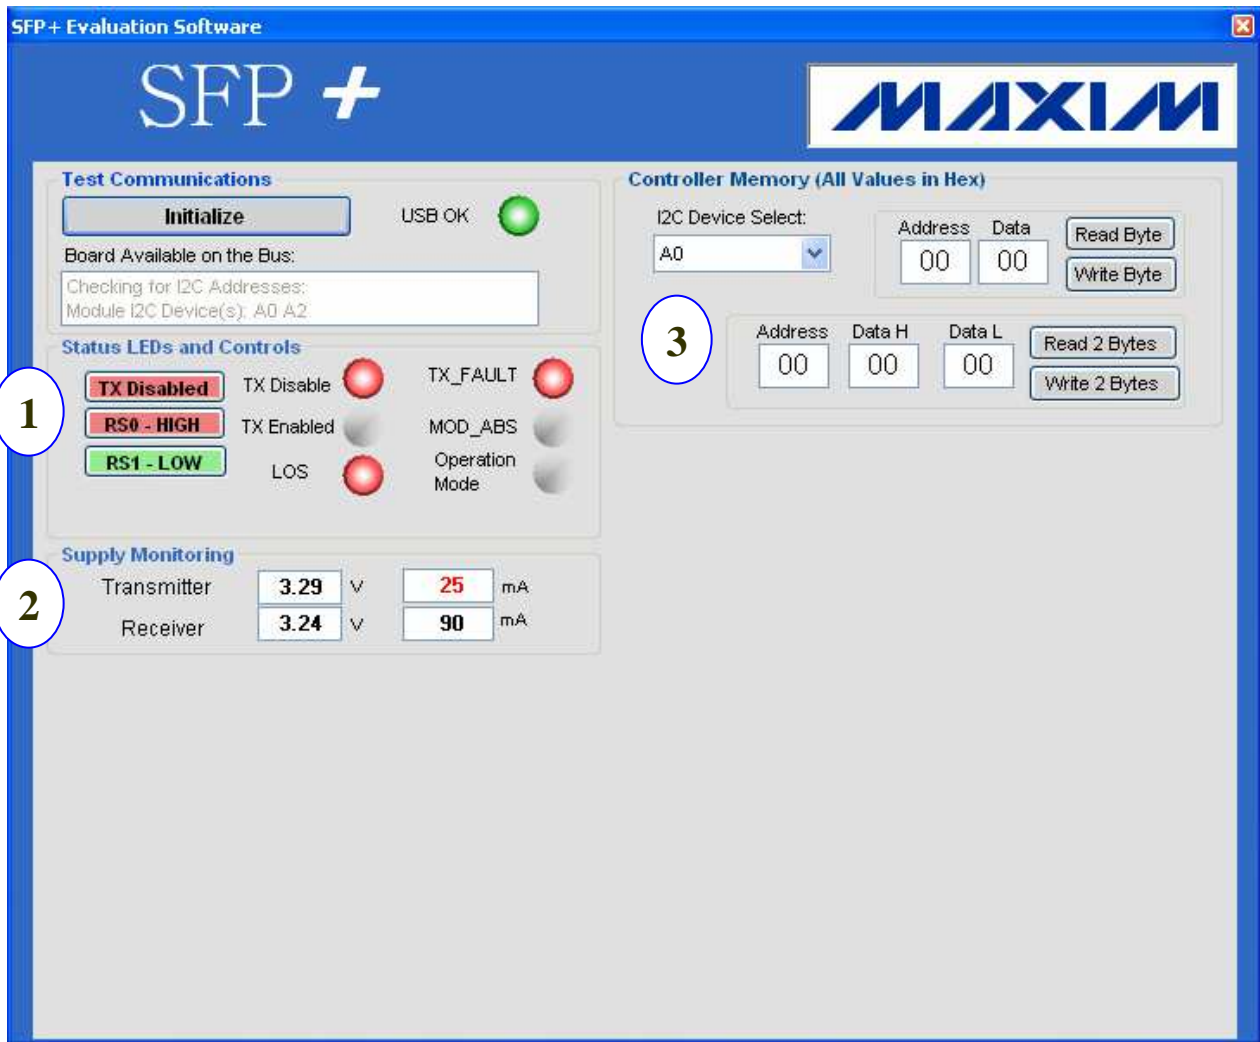 SFP+ Evaluation Software
SFP +
MAXIM
Test Communications
Initialize
USB OK
Board Available on the Bus:
Checking for I2C Addresses:
Module I2C Device(s): A0 A2
Status LEDs and Controls
1
TX Disabled
TX Disable
TX_FAULT
RS0 - HIGH
TX Enabled
MOD_ABS
RS1 - LOW
LOS
Operation
Mode
Supply Monitoring
2
Transmitter 3.29 V 25 mA
Receiver 3.24 V 90 mA
Controller Memory (All Values in Hex)
I2C Device Select:
A0
Address Data
00 00
Read Byte
Write Byte
3
Address Data H Data L
00 00 00
Read 2 Bytes
Write 2 Bytes